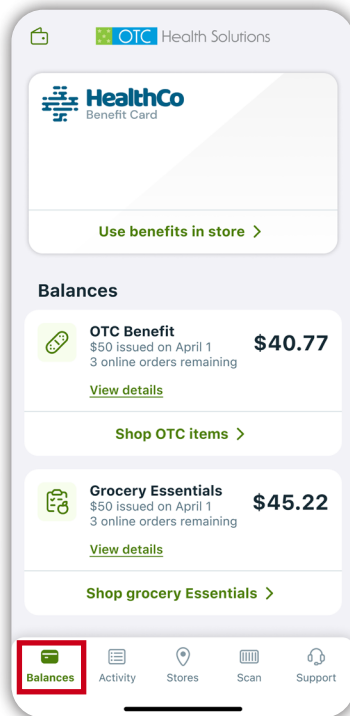 OTC Health Solutions
HealthCo
Benefit Card
Use benefits in store >
Balances
OTC Benefit
$50 issued on April 1
3 online orders remaining
$40.77
View details
Shop OTC items >
Grocery Essentials
$50 issued on April 1
3 online orders remaining
$45.22
View details
Shop grocery Essentials >
Balances Activity Stores Scan Support